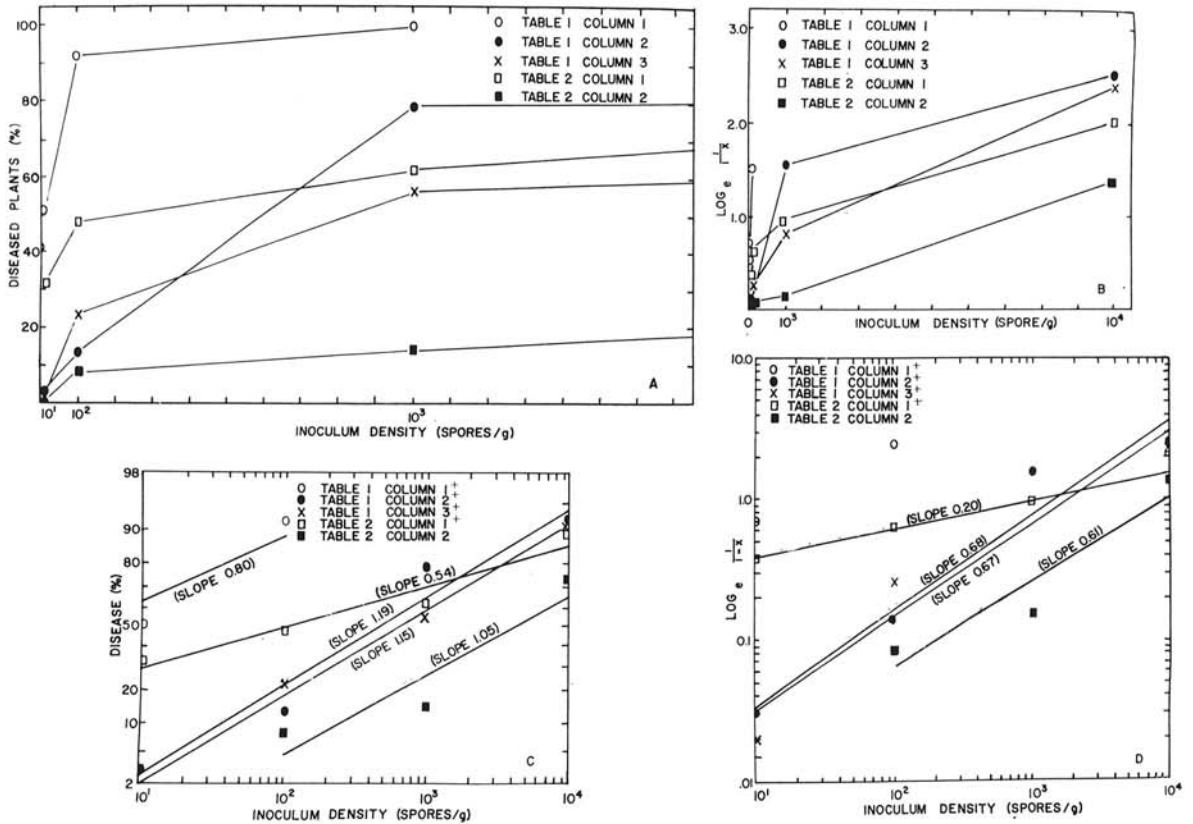 100
80
60
40
20
DISEASED PLANTS (%)
O TABLE 1 COLUMN 1
● TABLE 1 COLUMN 2
X TABLE 1 COLUMN 3
□ TABLE 2 COLUMN 1
■ TABLE 2 COLUMN 2
A
10¹ 10² 10³
INOCULUM DENSITY (SPORES/g)
3.0
2.0
1.0
LOG e 1/1-x
O TABLE 1 COLUMN 1
● TABLE 1 COLUMN 2
X TABLE 1 COLUMN 3
□ TABLE 2 COLUMN 1
■ TABLE 2 COLUMN 2
B
0 10³ 10⁴
INOCULUM DENSITY (SPORE/g)
98
90
80
50
20
10
2
DISEASE (%)
O TABLE 1 COLUMN 1+
● TABLE 1 COLUMN 2+
X TABLE 1 COLUMN 3+
□ TABLE 2 COLUMN 1+
■ TABLE 2 COLUMN 2
(SLOPE 0.80)
(SLOPE 0.54)
(SLOPE 1.19)
(SLOPE 1.15)
(SLOPE 1.05)
C
10¹ 10² 10³ 10⁴
INOCULUM DENSITY (SPORES/g)
10.0
1.0
0.1
.01
LOG e 1/1-x
O TABLE 1 COLUMN 1+
● TABLE 1 COLUMN 2+
X TABLE 1 COLUMN 3+
□ TABLE 2 COLUMN 1+
■ TABLE 2 COLUMN 2
(SLOPE 0.20)
(SLOPE 0.68)
(SLOPE 0.67)
(SLOPE 0.61)
D
10¹ 10² 10³ 10⁴
INOCULUM DENSITY (SPORES/g)